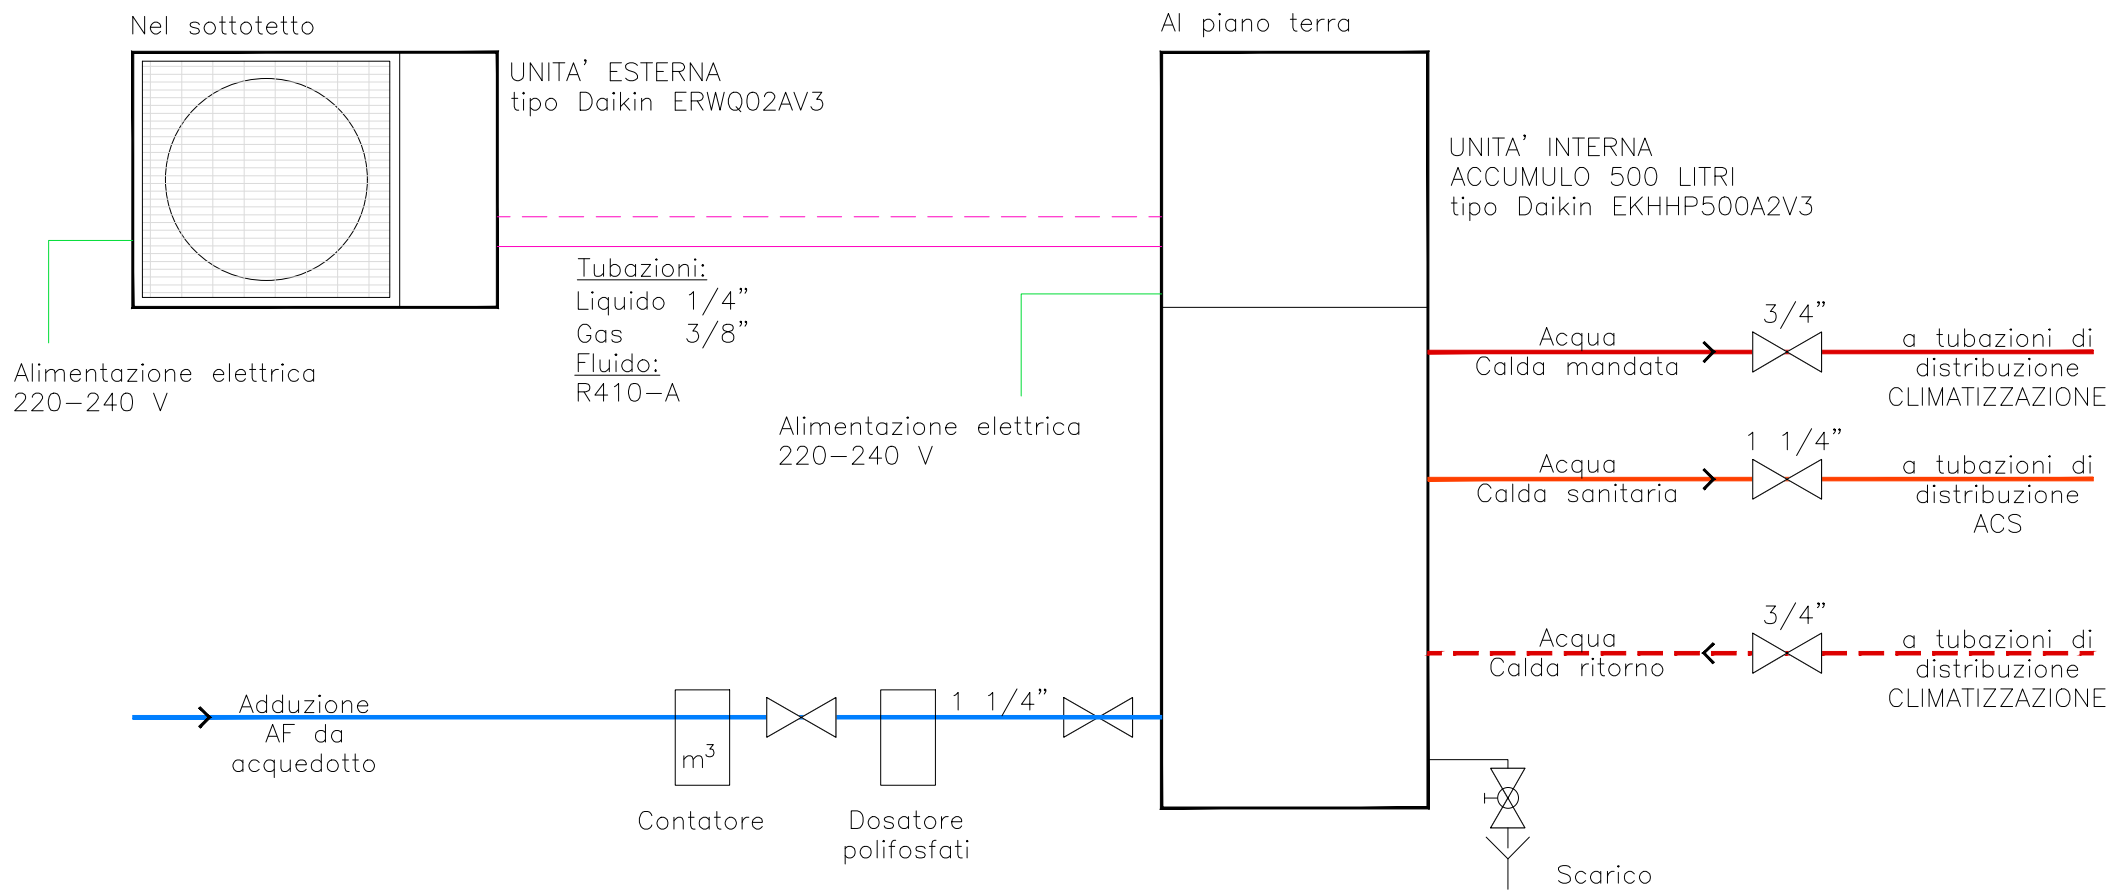 Nel sottotetto
UNITA' ESTERNA
tipo Daikin ERWQ02AV3
Al piano terra
UNITA' INTERNA
ACCUMULO 500 LITRI
tipo Daikin EKHHP500A2V3
Tubazioni:
Liquido 1/4"
Gas 3/8"
Fluido:
R410-A
Alimentazione elettrica
220-240 V
Alimentazione elettrica
220-240 V
3/4"
Acqua
Calda mandata
a tubazioni di
distribuzione
CLIMATIZZAZIONE
1 1/4"
Acqua
Calda sanitaria
a tubazioni di
distribuzione
ACS
3/4"
Acqua
Calda ritorno
a tubazioni di
distribuzione
CLIMATIZZAZIONE
Adduzione
AF da
acquedotto
m³
Contatore
Dosatore
polifosfati
1 1/4"
Scarico